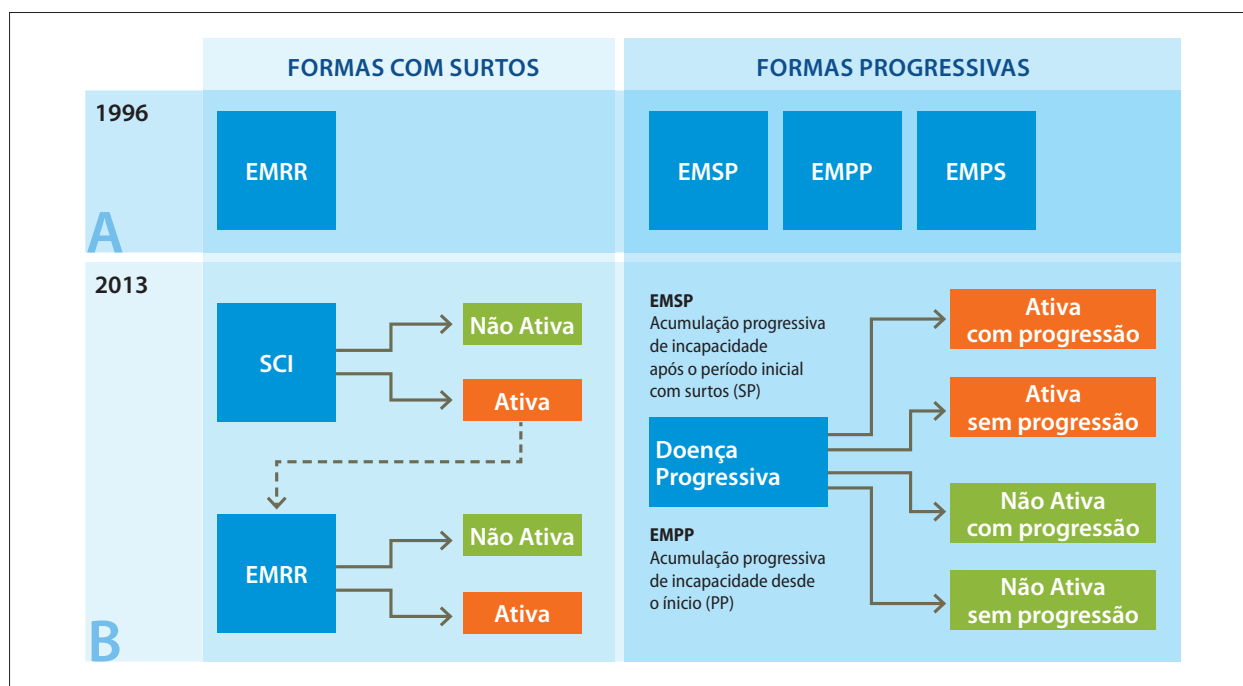 FORMAS COM SURTOS
FORMAS PROGRESSIVAS
1996
EMRR
EMSP
EMPP
EMPS
A
2013
SCI
Não Ativa
Ativa
EMRR
Não Ativa
Ativa
EMSP
Acumulação progressiva
de incapacidade
após o período inicial
com surtos (SP)
Doença
Progressiva
EMPP
Acumulação progressiva
de incapacidade desde
o ínicio (PP)
Ativa
com progressão
Ativa
sem progressão
Não Ativa
com progressão
Não Ativa
sem progressão
B